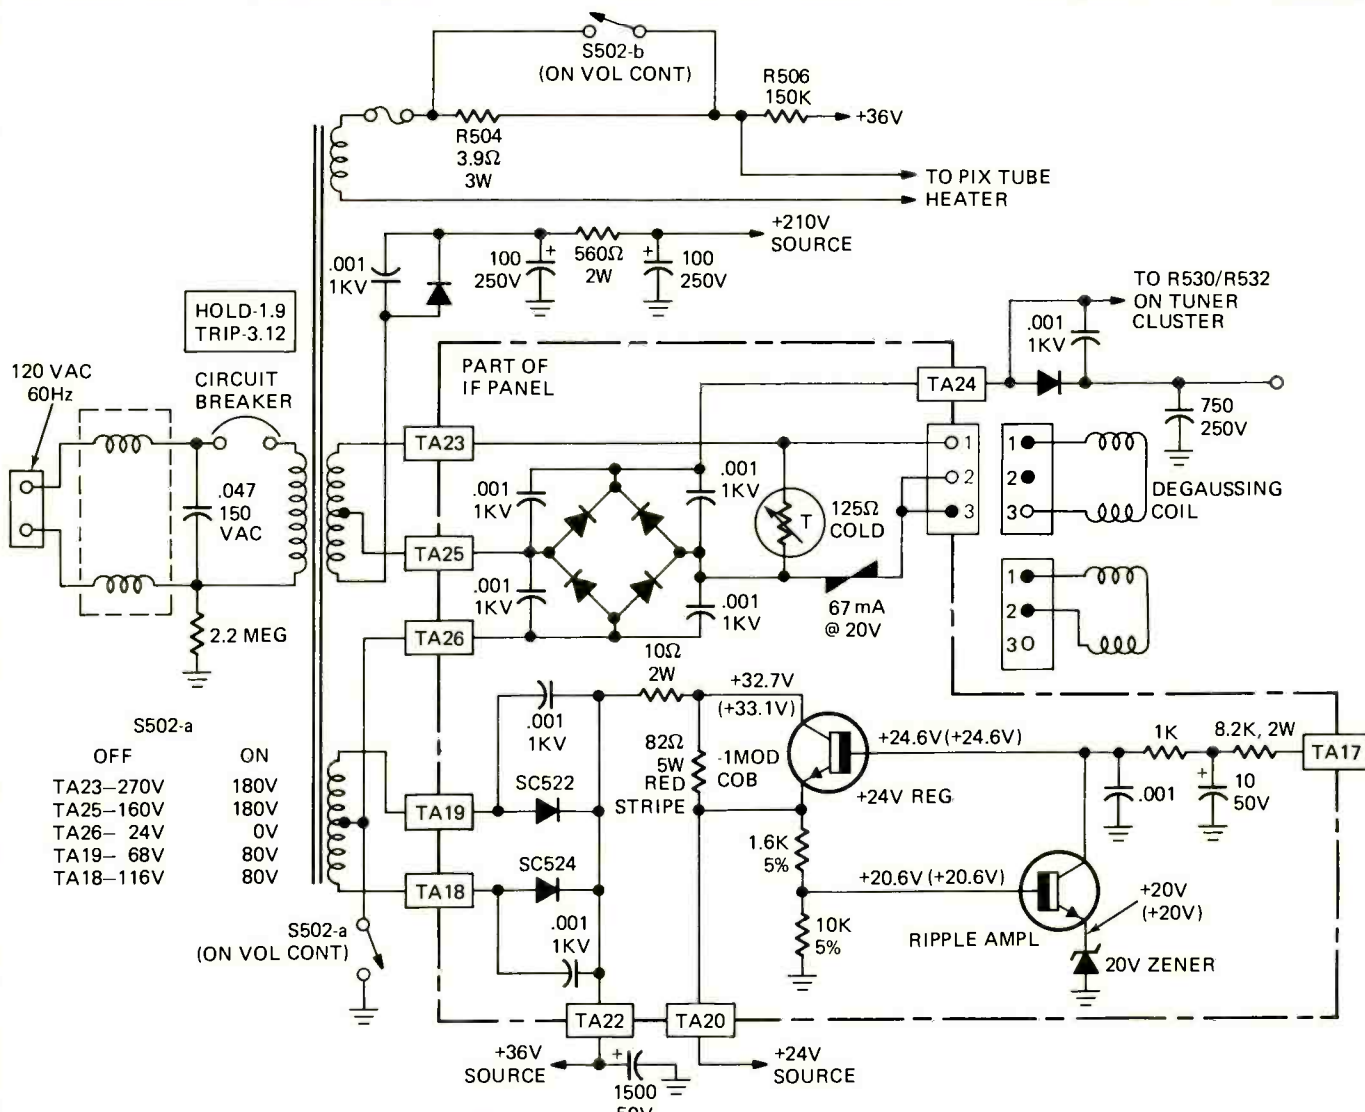 S502-b
(ON VOL CONT)
R506
150K
+36V
R504
3.9Ω
3W
TO PIX TUBE
HEATER
+210V
SOURCE
.001
1KV
100
250V
+
560Ω
2W
+
100
250V
HOLD-1.9
TRIP-3.12
TO R530/R532
ON TUNER
CLUSTER
.001
1KV
120 VAC
60Hz
CIRCUIT
BREAKER
PART OF
IF PANEL
TA24
750
250V
TA23
1
2
3
1
2
3
DEGAUSSING
COIL
.047
150
VAC
.001
1KV
.001
1KV
T
125Ω
COLD
TA25
.001
1KV
.001
1KV
67 mA
@ 20V
1
2
3
2.2 MEG
TA26
10Ω
2W
+32.7V
(+33.1V)
.001
1KV
S502-a
OFF ON
TA23–270V 180V
TA25–160V 180V
TA26– 24V 0V
TA19– 68V 80V
TA18–116V 80V
82Ω
5W
RED
STRIPE
-1MOD
COB
+24.6V (+24.6V)
1K
8.2K, 2W
TA17
+24V REG
.001
+
10
50V
SC522
TA19
1.6K
5%
SC524
TA18
+20.6V (+20.6V)
+20V
(+20V)
.001
1KV
10K
5%
RIPPLE AMPL
20V ZENER
S502-a
(ON VOL CONT)
TA22
TA20
+36V
SOURCE
+
1500
50V
+24V
SOURCE